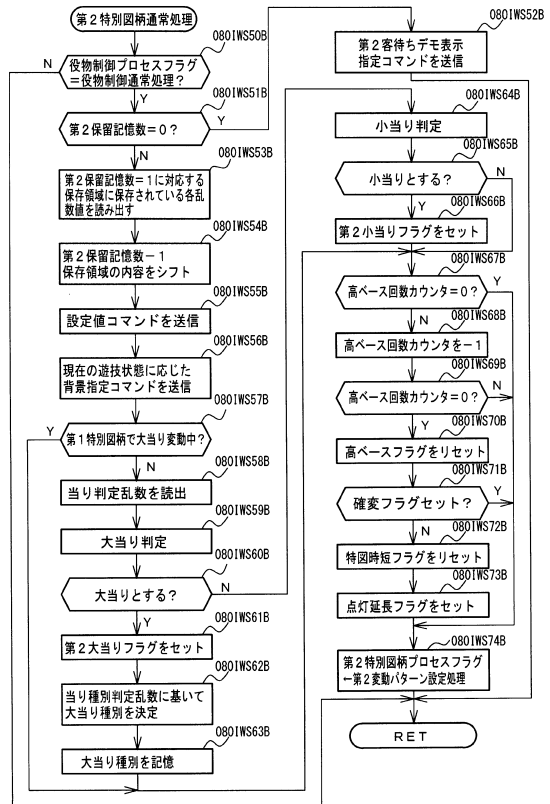 第2特別図柄通常処理
080IWS50B
N
役物制御プロセスフラグ
＝役物制御通常処理？
Y
080IWS51B
第2保留記憶数＝0？
Y
N
080IWS53B
第2保留記憶数＝1に対応する
保存領域に保存されている各乱
数値を読み出す
080IWS54B
第2保留記憶数－1
保存領域の内容をシフト
080IWS55B
設定値コマンドを送信
080IWS56B
現在の遊技状態に応じた
背景指定コマンドを送信
080IWS57B
Y
第1特別図柄で大当り変動中？
N
080IWS58B
当り判定乱数を読出
080IWS59B
大当り判定
080IWS60B
大当りとする？
N
Y
080IWS61B
第2大当りフラグをセット
080IWS62B
当り種別判定乱数に基いて
大当り種別を決定
080IWS63B
大当り種別を記憶
080IWS52B
第2客待ちデモ表示
指定コマンドを送信
080IWS64B
小当り判定
080IWS65B
小当りとする？
N
Y
080IWS66B
第2小当りフラグをセット
080IWS67B
高ベース回数カウンタ＝0？
Y
N
080IWS68B
高ベース回数カウンタを－1
080IWS69B
高ベース回数カウンタ＝0？
N
Y
080IWS70B
高ベースフラグをリセット
080IWS71B
確変フラグセット？
Y
N
080IWS72B
特図時短フラグをリセット
080IWS73B
点灯延長フラグをセット
080IWS74B
第2特別図柄プロセスフラグ
←第2変動パターン設定処理
RET